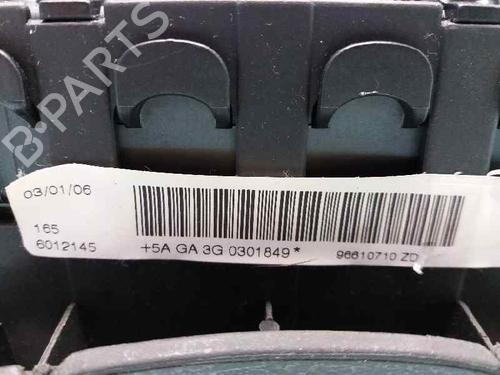 B-PARTS
03/01/06
165
6012145
+5A GA 3G 0301849*
96610710 ZD